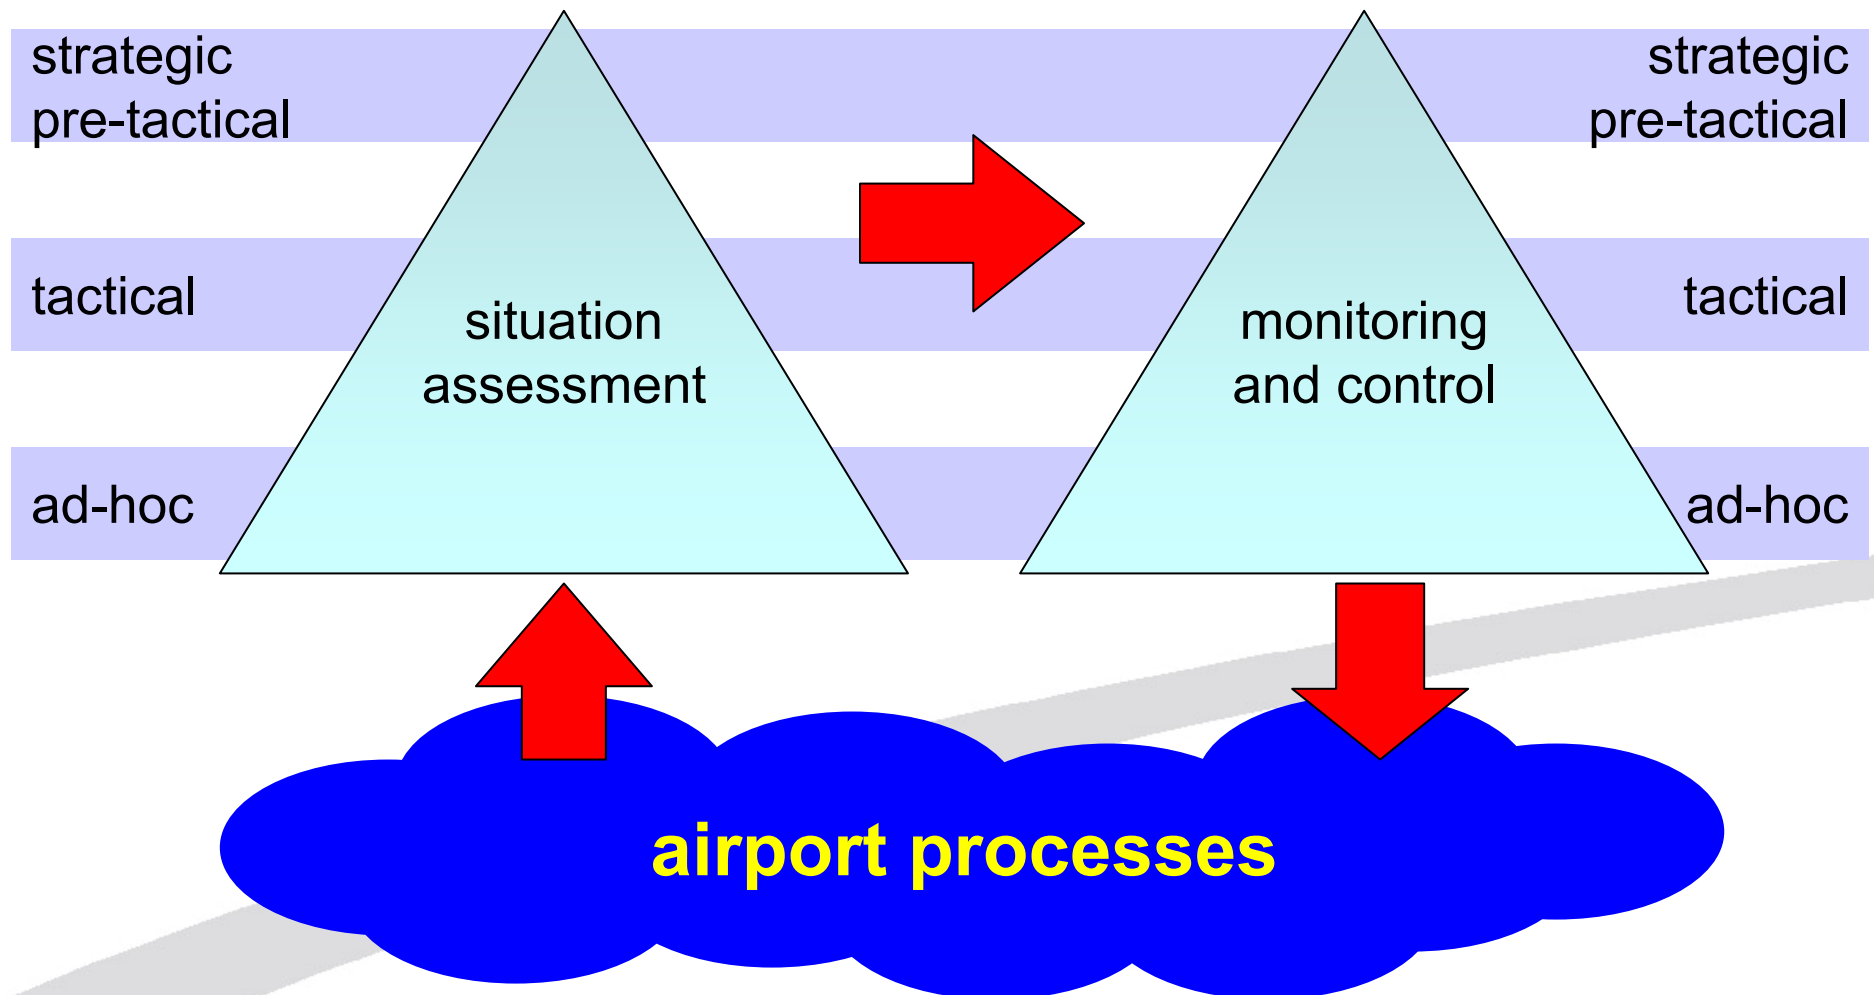 strategic
pre-tactical
strategic
pre-tactical
tactical
situation
assessment
monitoring
and control
tactical
ad-hoc
ad-hoc
airport processes